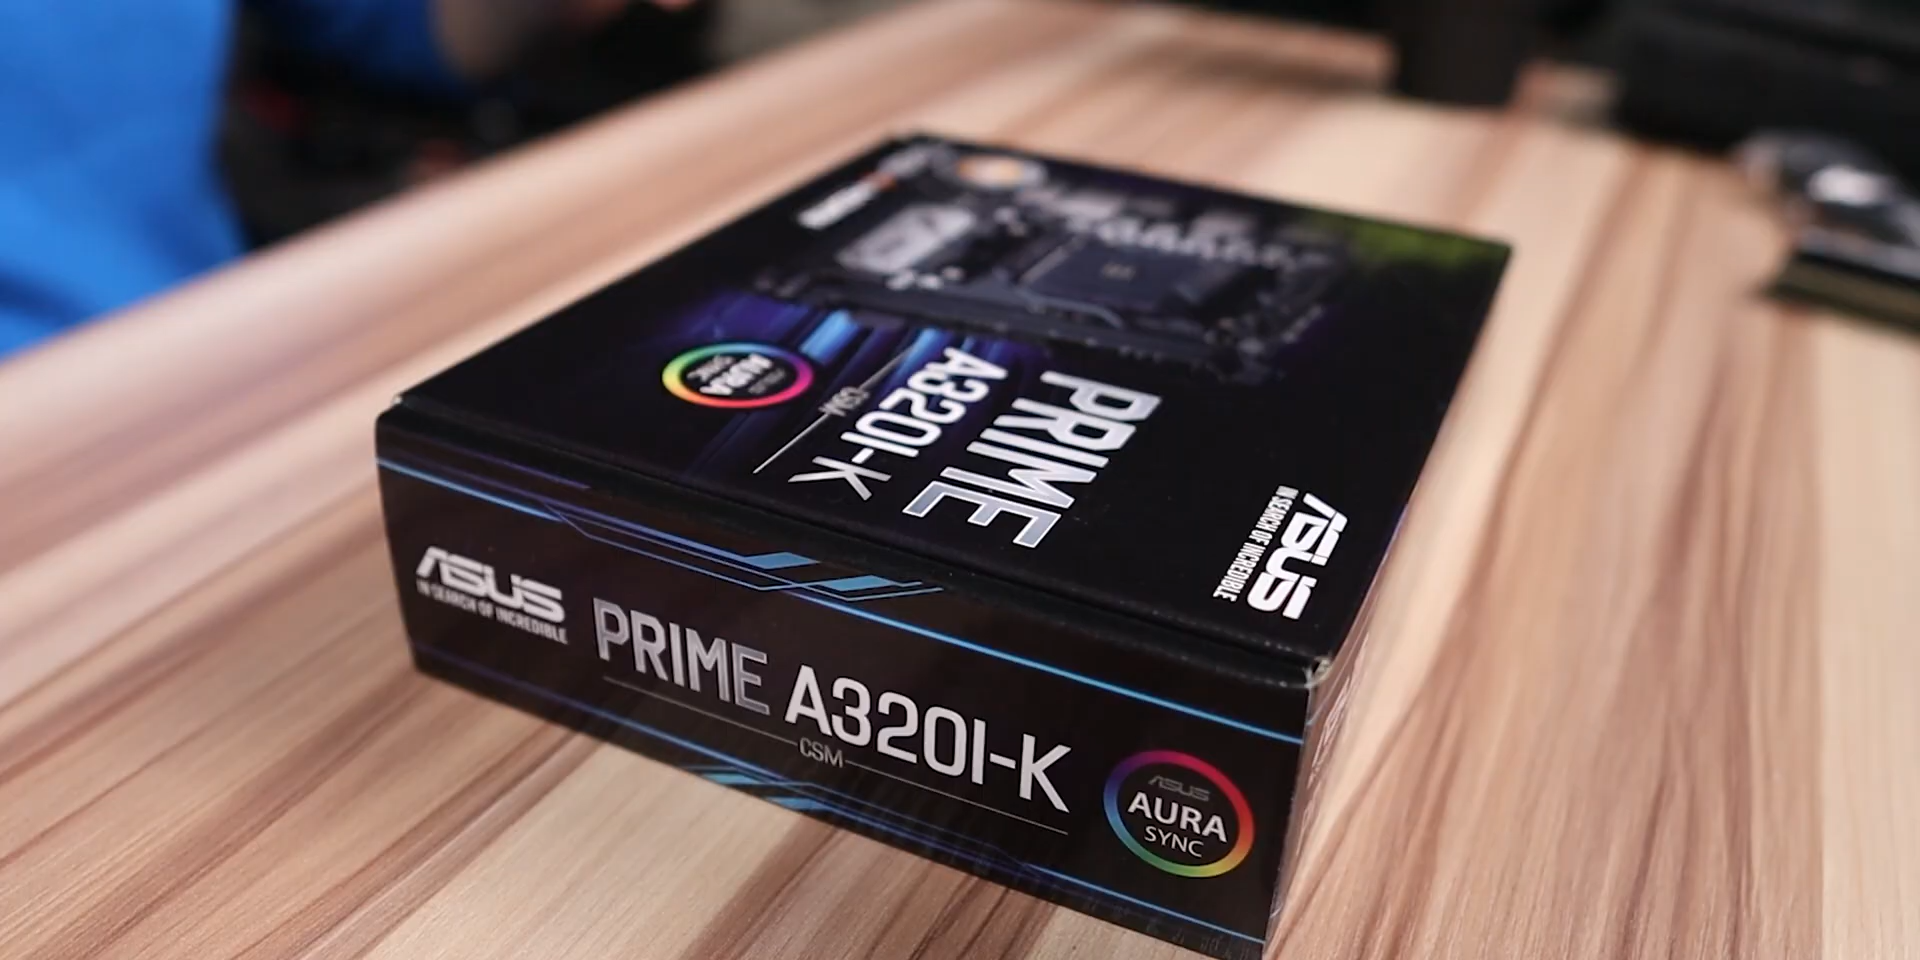 PRIME
A320I-K
CSM
ASUS
AURA
SYNC
ASUS
IN SEARCH OF INCREDIBLE
ASUS
IN SEARCH OF INCREDIBLE
PRIME A320I-K
CSM
ASUS
AURA
SYNC